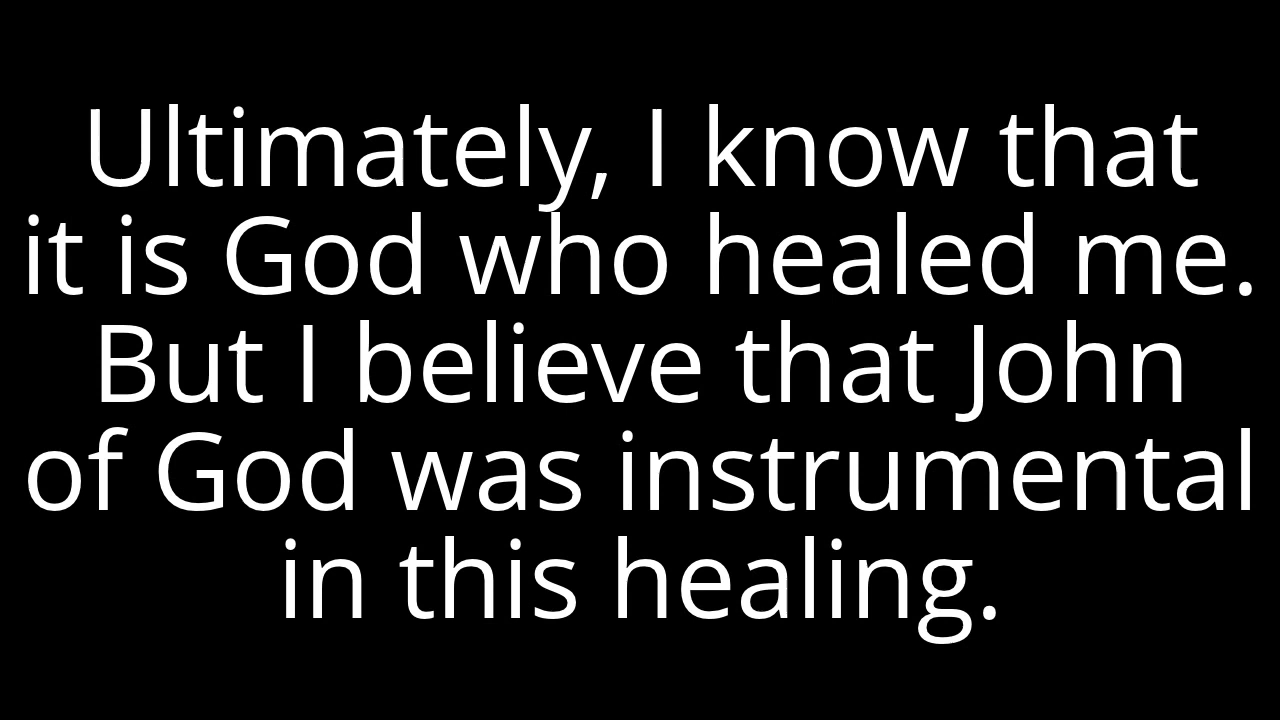 Ultimately, I know that
it is God who healed me.
But I believe that John
of God was instrumental
in this healing.